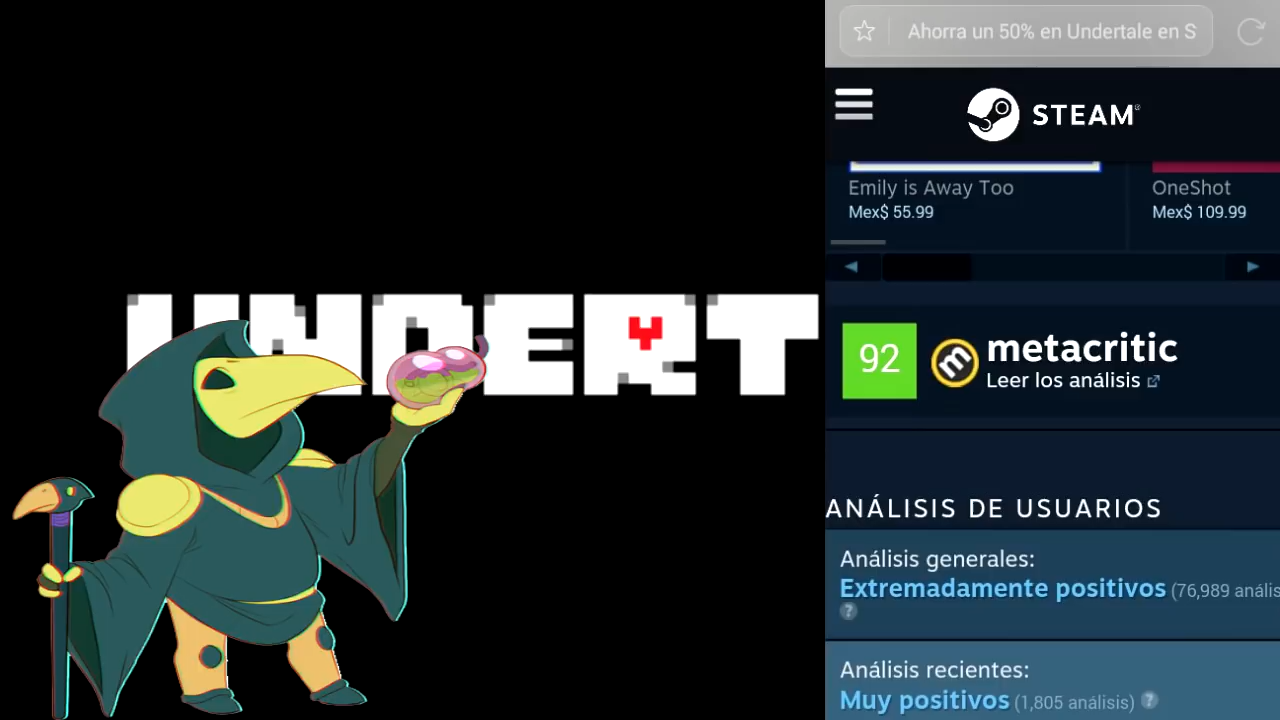 UNDERT
Ahorra un 50% en Undertale en S
STEAM®
Emily is Away Too
Mex$ 55.99
OneShot
Mex$ 109.99
92
m metacritic
Leer los análisis
ANÁLISIS DE USUARIOS
Análisis generales:
Extremadamente positivos (76,989 anális
?
Análisis recientes:
Muy positivos (1,805 análisis) ?